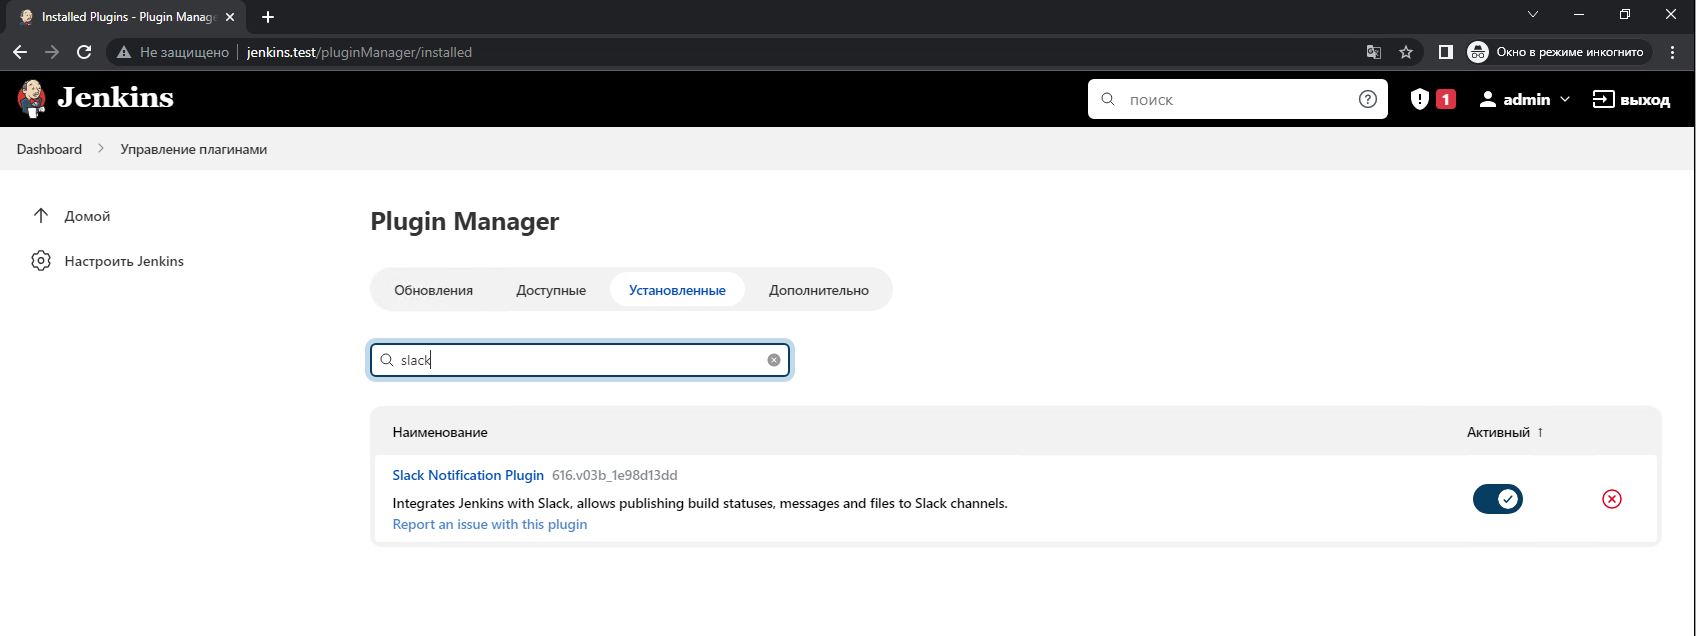 Installed Plugins - Plugin Manage
Не защищено jenkins.test/pluginManager/installed Окно в режиме инкогнито
Jenkins поиск 1 admin выход
Dashboard Управление плагинами
Домой
Настроить Jenkins
Plugin Manager
Обновления Доступные Установленные Дополнительно
slack
Наименование Активный ↑
Slack Notification Plugin 616.v03b_1e98d13dd
Integrates Jenkins with Slack, allows publishing build statuses, messages and files to Slack channels.
Report an issue with this plugin